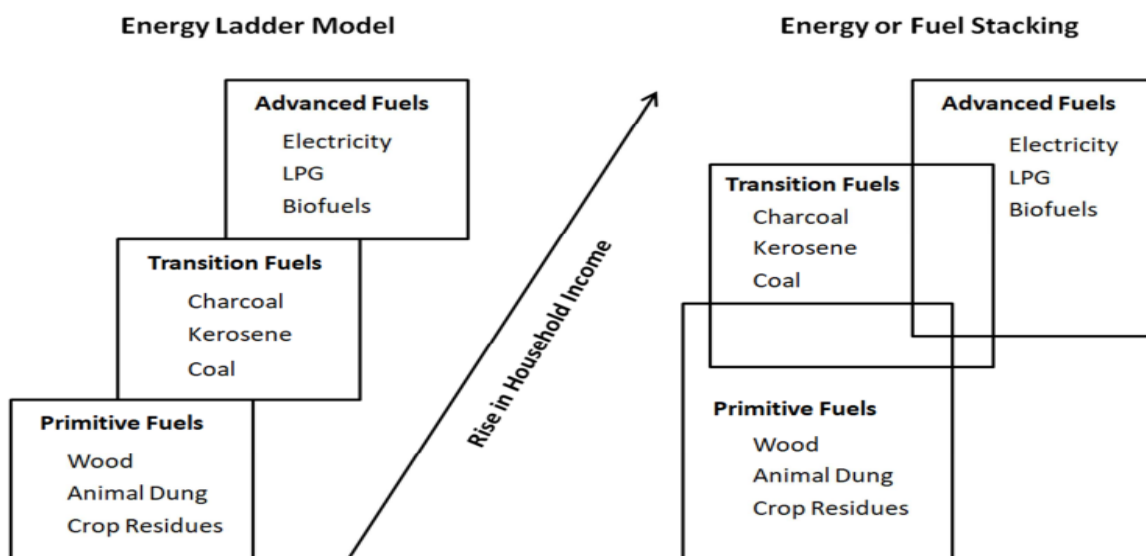 Energy Ladder Model
Advanced Fuels
Electricity
LPG
Biofuels
Transition Fuels
Charcoal
Kerosene
Coal
Primitive Fuels
Wood
Animal Dung
Crop Residues
Rise in Household Income
Energy or Fuel Stacking
Advanced Fuels
Electricity
LPG
Biofuels
Transition Fuels
Charcoal
Kerosene
Coal
Primitive Fuels
Wood
Animal Dung
Crop Residues